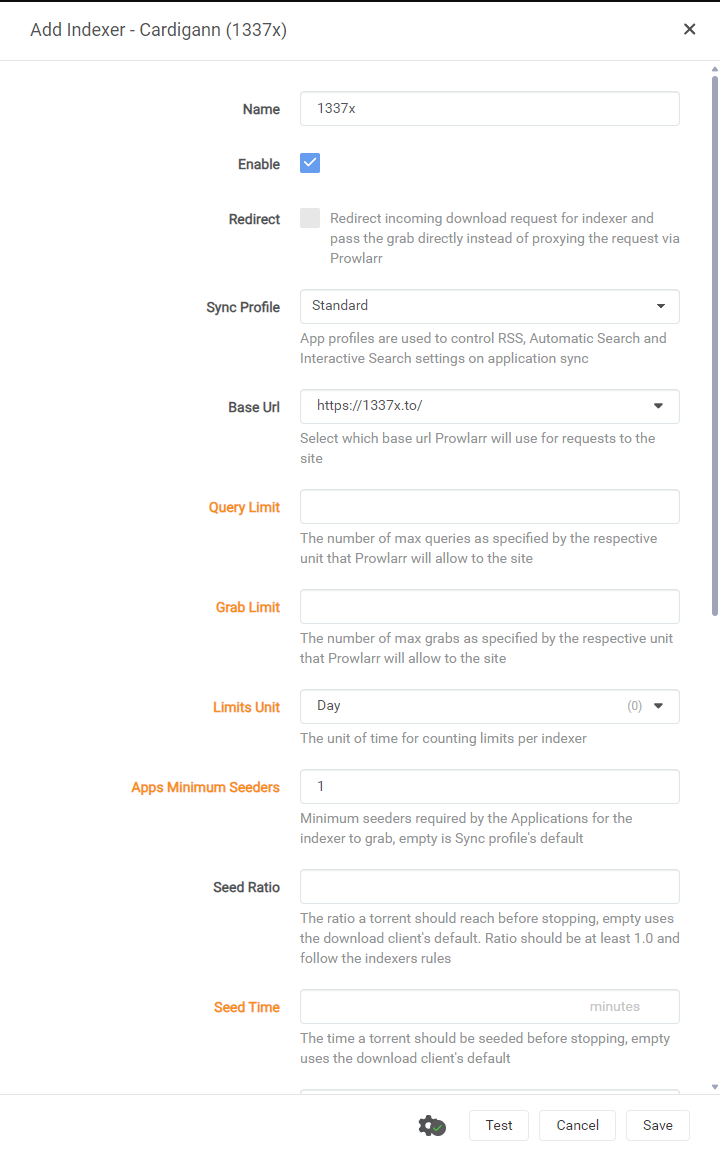 Add Indexer - Cardigann (1337x)
Name
1337x
Enable
Redirect
Redirect incoming download request for indexer and
pass the grab directly instead of proxying the request via
Prowlarr
Sync Profile
Standard
App profiles are used to control RSS, Automatic Search and
Interactive Search settings on application sync
Base Url
https://1337x.to/
Select which base url Prowlarr will use for requests to the
site
Query Limit
The number of max queries as specified by the respective
unit that Prowlarr will allow to the site
Grab Limit
The number of max grabs as specified by the respective unit
that Prowlarr will allow to the site
Limits Unit
Day (0)
The unit of time for counting limits per indexer
Apps Minimum Seeders
1
Minimum seeders required by the Applications for the
indexer to grab, empty is Sync profile's default
Seed Ratio
The ratio a torrent should reach before stopping, empty uses
the download client's default. Ratio should be at least 1.0 and
follow the indexers rules
Seed Time
minutes
The time a torrent should be seeded before stopping, empty
uses the download client's default
Test Cancel Save